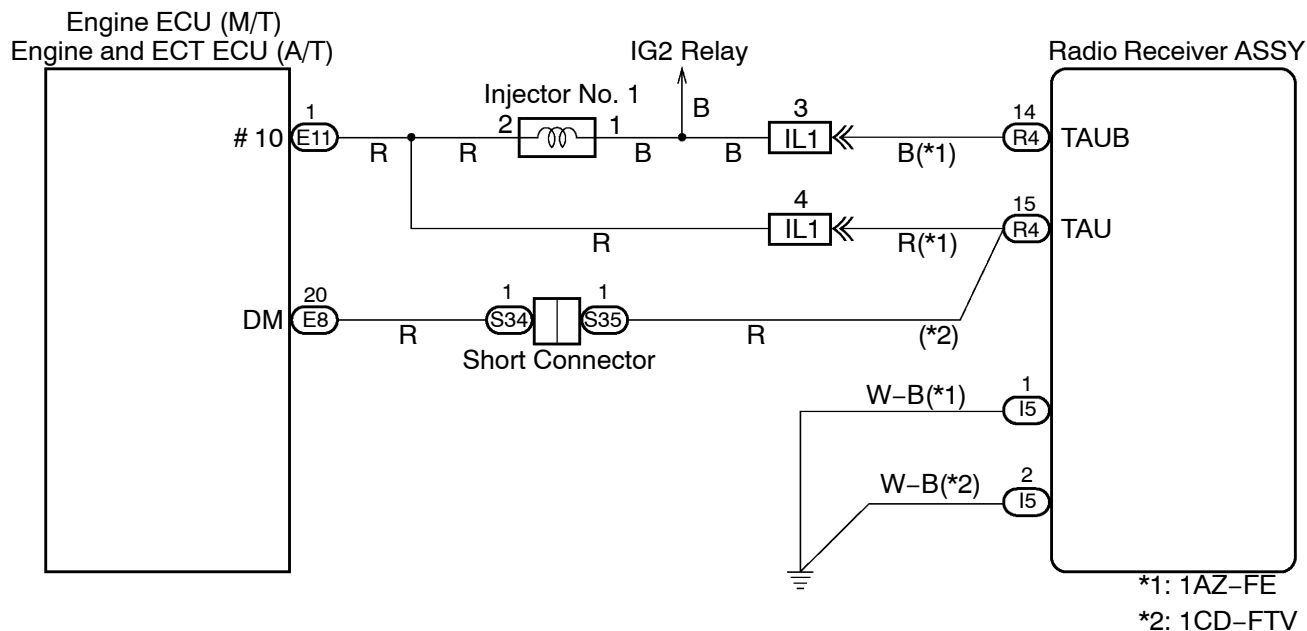 Engine ECU (M/T)
Engine and ECT ECU (A/T)
IG2 Relay
Radio Receiver ASSY
Injector No. 1
# 10
1
E11
R
R
2
1
B
B
B
3
IL1
B(*1)
14
R4
TAUB
R
4
IL1
R(*1)
15
R4
TAU
DM
20
E8
R
1
S34
1
S35
Short Connector
R
(*2)
W−B(*1)
1
I5
W−B(*2)
2
I5
*1: 1AZ−FE
*2: 1CD−FTV